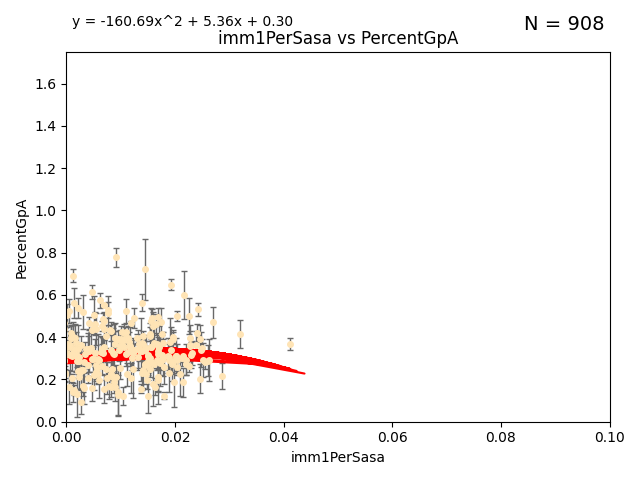 y = -160.69x^2 + 5.36x + 0.30
N = 908
imm1PerSasa vs PercentGpA
PercentGpA
1.6
1.4
1.2
1.0
0.8
0.6
0.4
0.2
0.0
0.00 0.02 0.04 0.06 0.08 0.10
imm1PerSasa